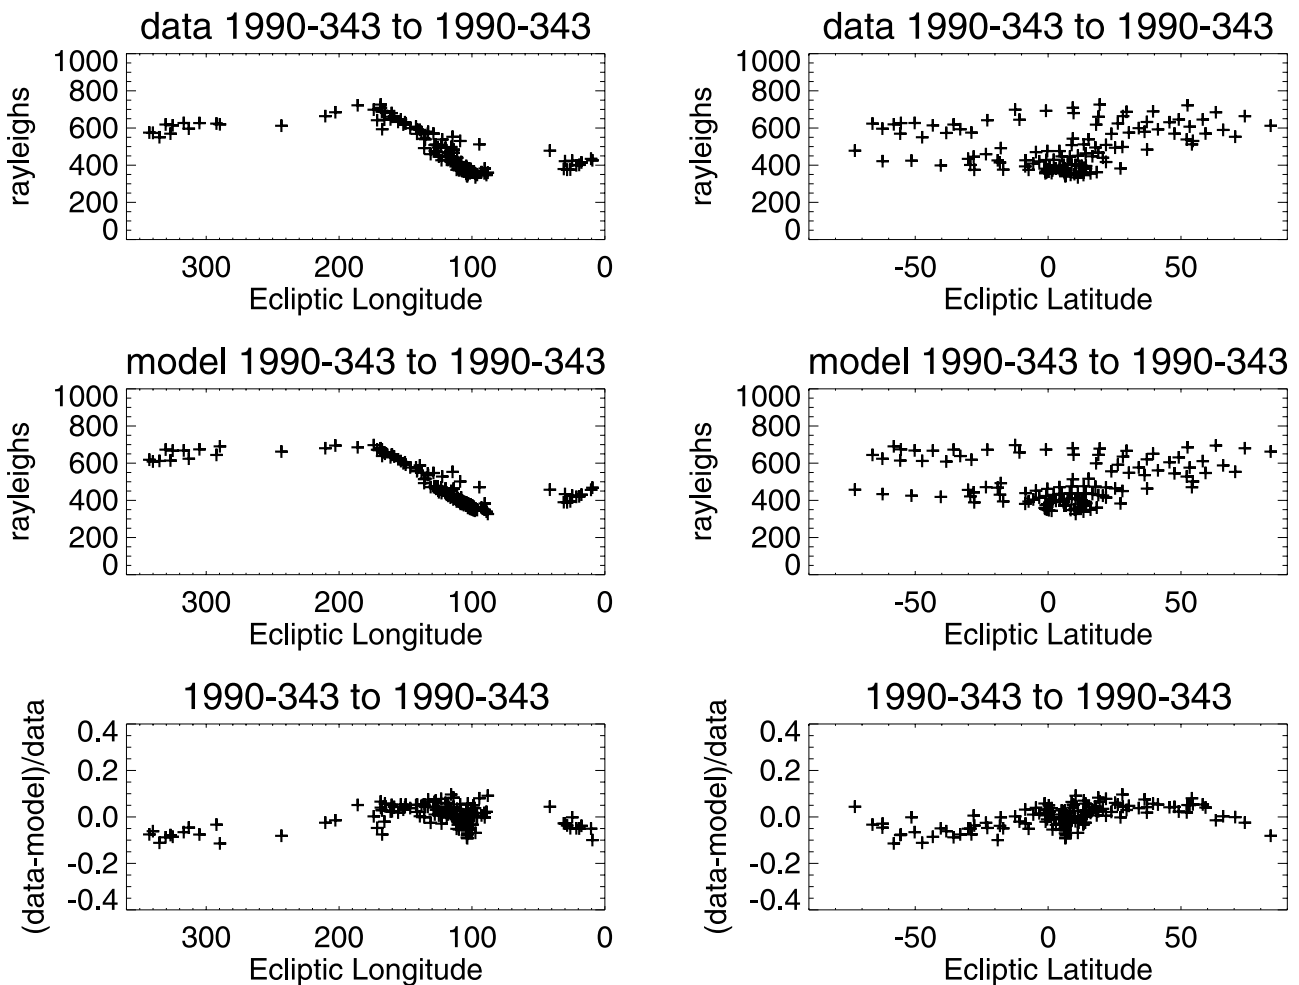 data 1990-343 to 1990-343
rayleighs
1000
800
600
400
200
0
300 200 100 0
Ecliptic Longitude
data 1990-343 to 1990-343
rayleighs
1000
800
600
400
200
0
-50 0 50
Ecliptic Latitude
model 1990-343 to 1990-343
rayleighs
1000
800
600
400
200
0
300 200 100 0
Ecliptic Longitude
model 1990-343 to 1990-343
rayleighs
1000
800
600
400
200
0
-50 0 50
Ecliptic Latitude
1990-343 to 1990-343
(data-model)/data
0.4
0.2
0.0
-0.2
-0.4
300 200 100 0
Ecliptic Longitude
1990-343 to 1990-343
(data-model)/data
0.4
0.2
0.0
-0.2
-0.4
-50 0 50
Ecliptic Latitude